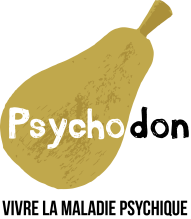 Psychodon
VIVRE LA MALADIE PSYCHIQUE